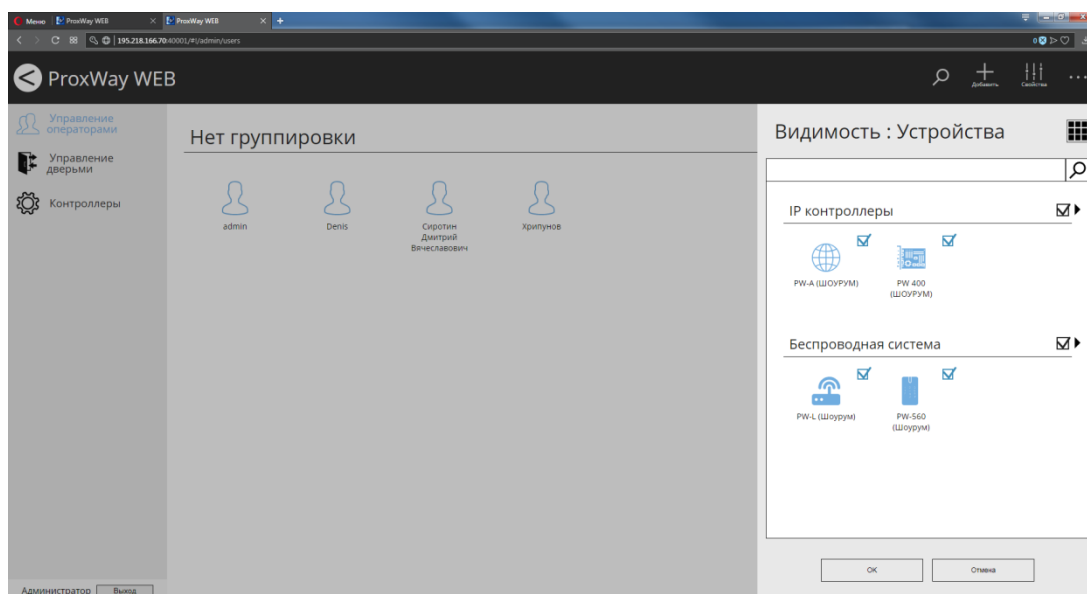 Меню
ProxWay WEB
ProxWay WEB
195.218.166.70:40001/#!/admin/users
0
ProxWay WEB
Добавить
Свойства
Управление
операторами
Управление
дверьми
Контроллеры
Нет группировки
admin
Denis
Сиротин
Дмитрий
Вячеславович
Хрипунов
Видимость : Устройства
IP контроллеры
PW-A (ШОУРУМ)
PW 400
(ШОУРУМ)
Беспроводная система
PW-L (Шоурум)
PW-560
(Шоурум)
OK
Отмена
Администратор
Выход